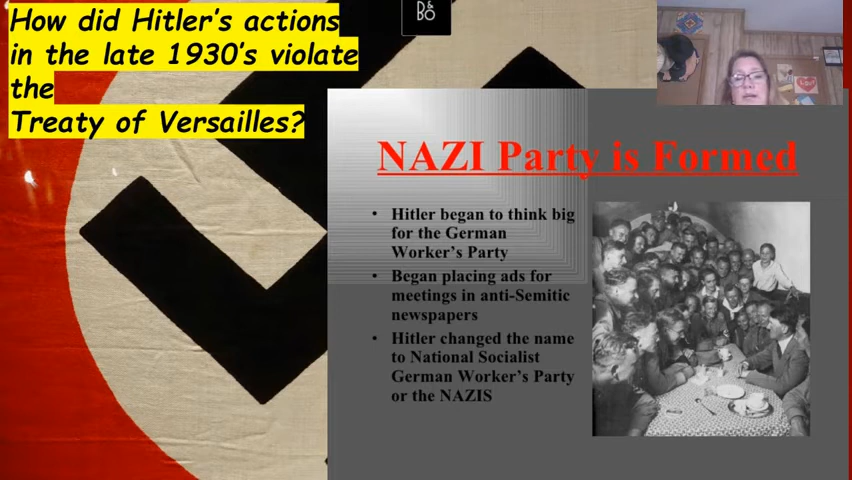 How did Hitler's actions
in the late 1930's violate
the
Treaty of Versailles?
B&O
NAZI Party is Formed
• Hitler began to think big
for the German
Worker's Party
• Began placing ads for
meetings in anti-Semitic
newspapers
• Hitler changed the name
to National Socialist
German Worker's Party
or the NAZIS